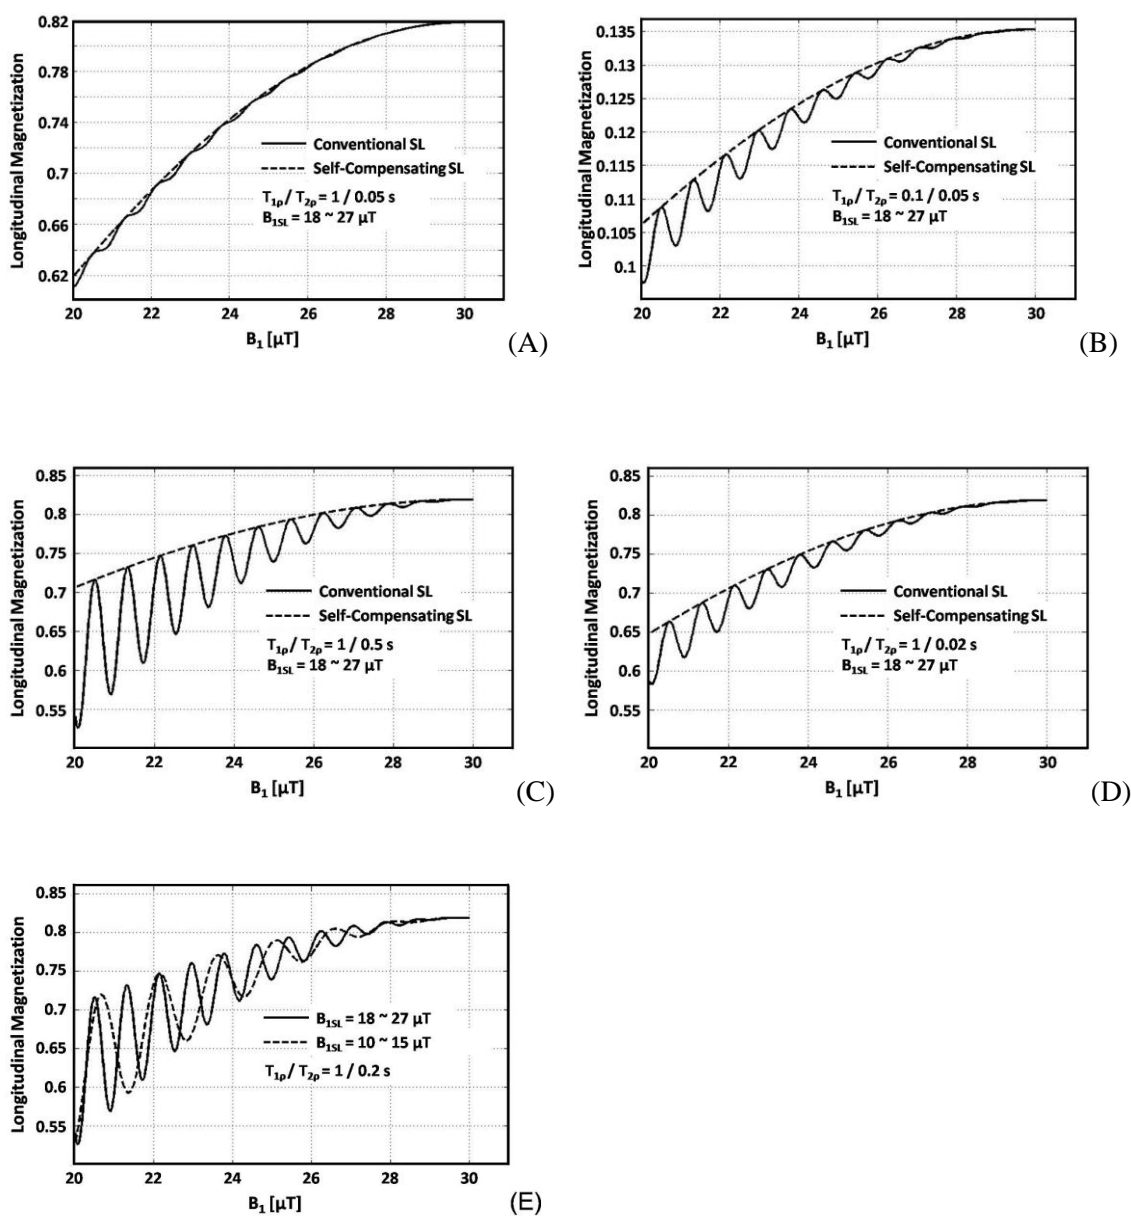 0.82
0.78
0.74
0.7
0.66
0.62
Longitudinal Magnetization
Conventional SL
Self-Compensating SL
T1ρ / T2ρ = 1 / 0.05 s
B1SL = 18 ~ 27 μT
20 22 24 26 28 30
B1 [μT]
(A)
0.135
0.13
0.125
0.12
0.115
0.11
0.105
0.1
Longitudinal Magnetization
Conventional SL
Self-Compensating SL
T1ρ / T2ρ = 0.1 / 0.05 s
B1SL = 18 ~ 27 μT
20 22 24 26 28 30
B1 [μT]
(B)
0.85
0.8
0.75
0.7
0.65
0.6
0.55
Longitudinal Magnetization
Conventional SL
Self-Compensating SL
T1ρ / T2ρ = 1 / 0.5 s
B1SL = 18 ~ 27 μT
20 22 24 26 28 30
B1 [μT]
(C)
0.85
0.8
0.75
0.7
0.65
0.6
0.55
Longitudinal Magnetization
Conventional SL
Self-Compensating SL
T1ρ / T2ρ = 1 / 0.02 s
B1SL = 18 ~ 27 μT
20 22 24 26 28 30
B1 [μT]
(D)
0.85
0.8
0.75
0.7
0.65
0.6
0.55
Longitudinal Magnetization
B1SL = 18 ~ 27 μT
B1SL = 10 ~ 15 μT
T1ρ / T2ρ = 1 / 0.2 s
20 22 24 26 28 30
B1 [μT]
(E)